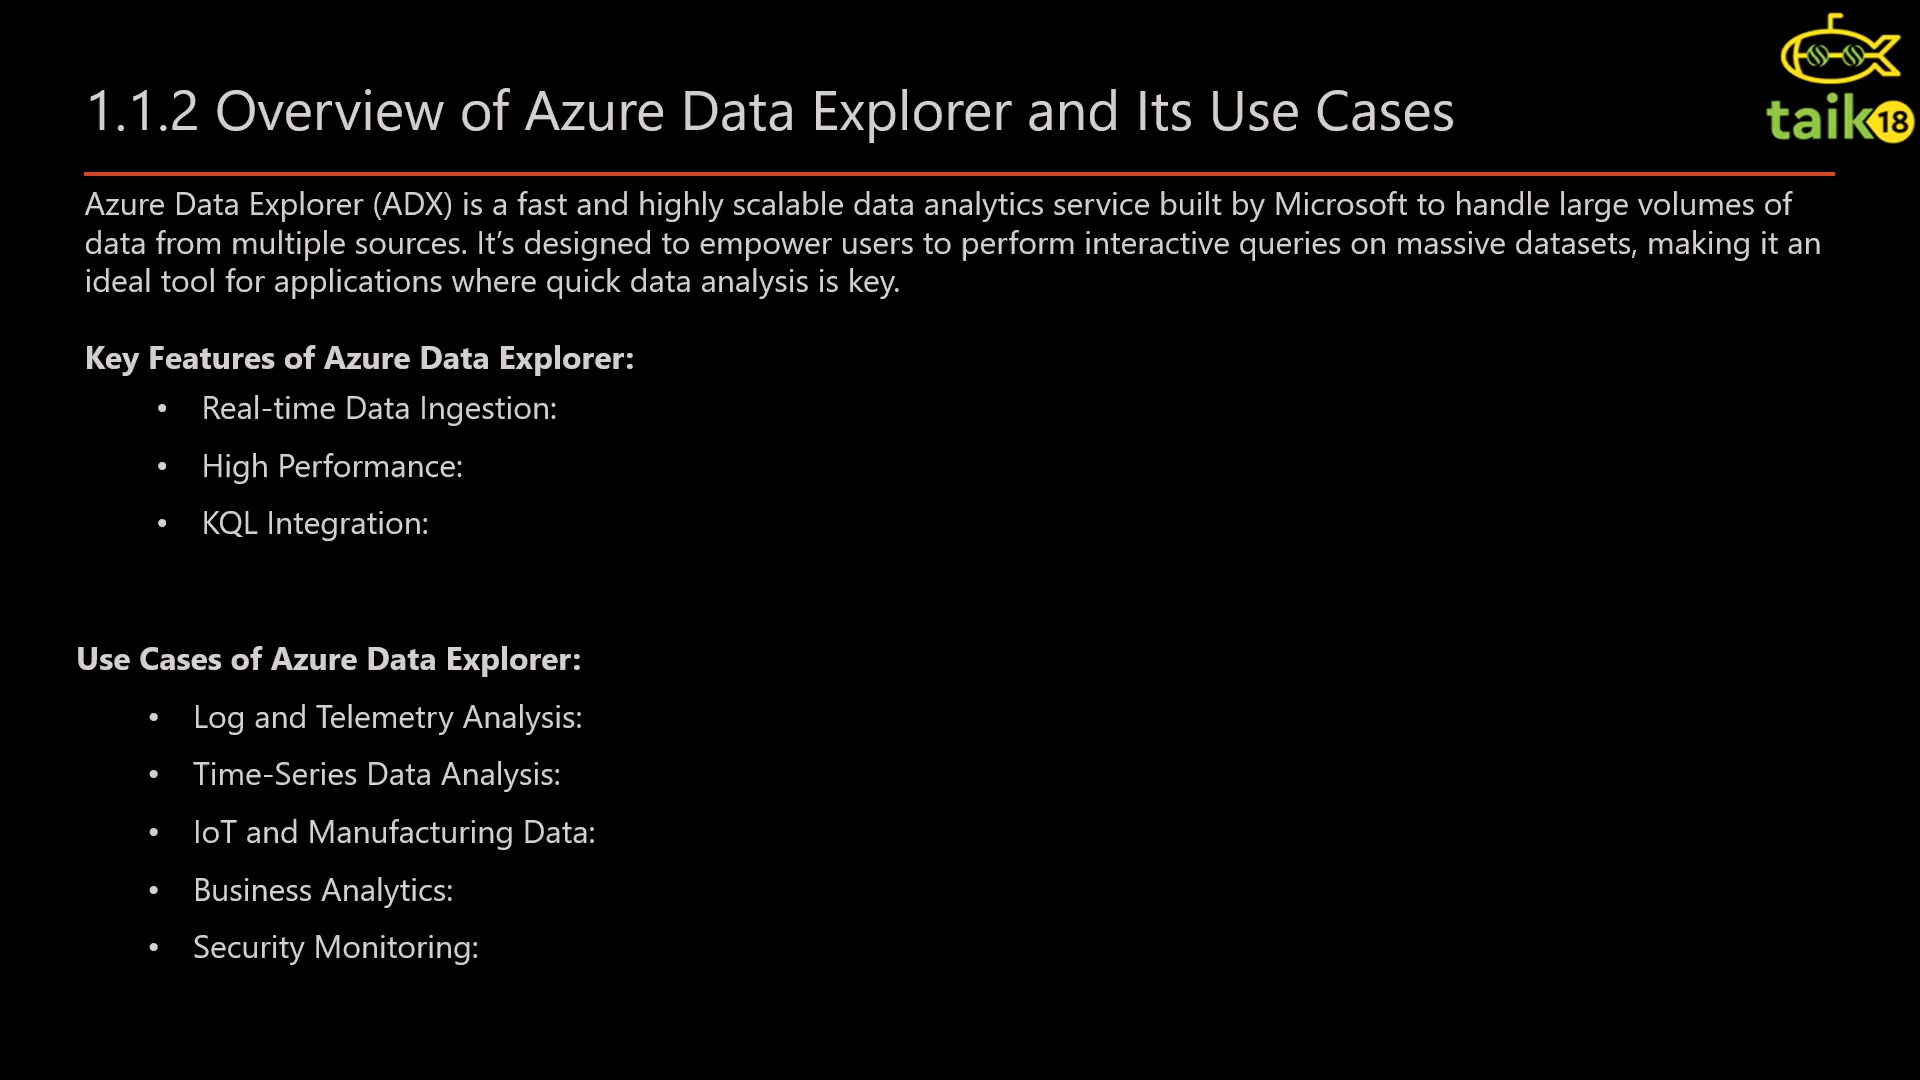 1.1.2 Overview of Azure Data Explorer and Its Use Cases
taik18
Azure Data Explorer (ADX) is a fast and highly scalable data analytics service built by Microsoft to handle large volumes of
data from multiple sources. It’s designed to empower users to perform interactive queries on massive datasets, making it an
ideal tool for applications where quick data analysis is key.
Key Features of Azure Data Explorer:
• Real-time Data Ingestion:
• High Performance:
• KQL Integration:
Use Cases of Azure Data Explorer:
• Log and Telemetry Analysis:
• Time-Series Data Analysis:
• IoT and Manufacturing Data:
• Business Analytics:
• Security Monitoring: